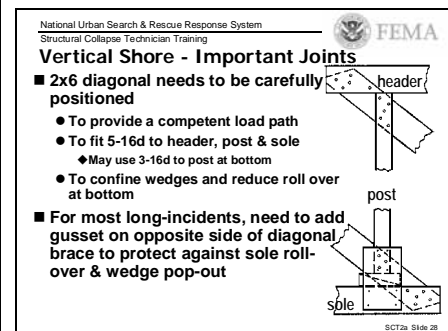 National Urban Search & Rescue Response System
Structural Collapse Technician Training
FEMA
Vertical Shore - Important Joints
■ 2x6 diagonal needs to be carefully
positioned
● To provide a competent load path
● To fit 5-16d to header, post & sole
◆May use 3-16d to post at bottom
● To confine wedges and reduce roll over
at bottom
■ For most long-incidents, need to add
gusset on opposite side of diagonal
brace to protect against sole roll-
over & wedge pop-out
header
post
sole
SCT2a Slide 28